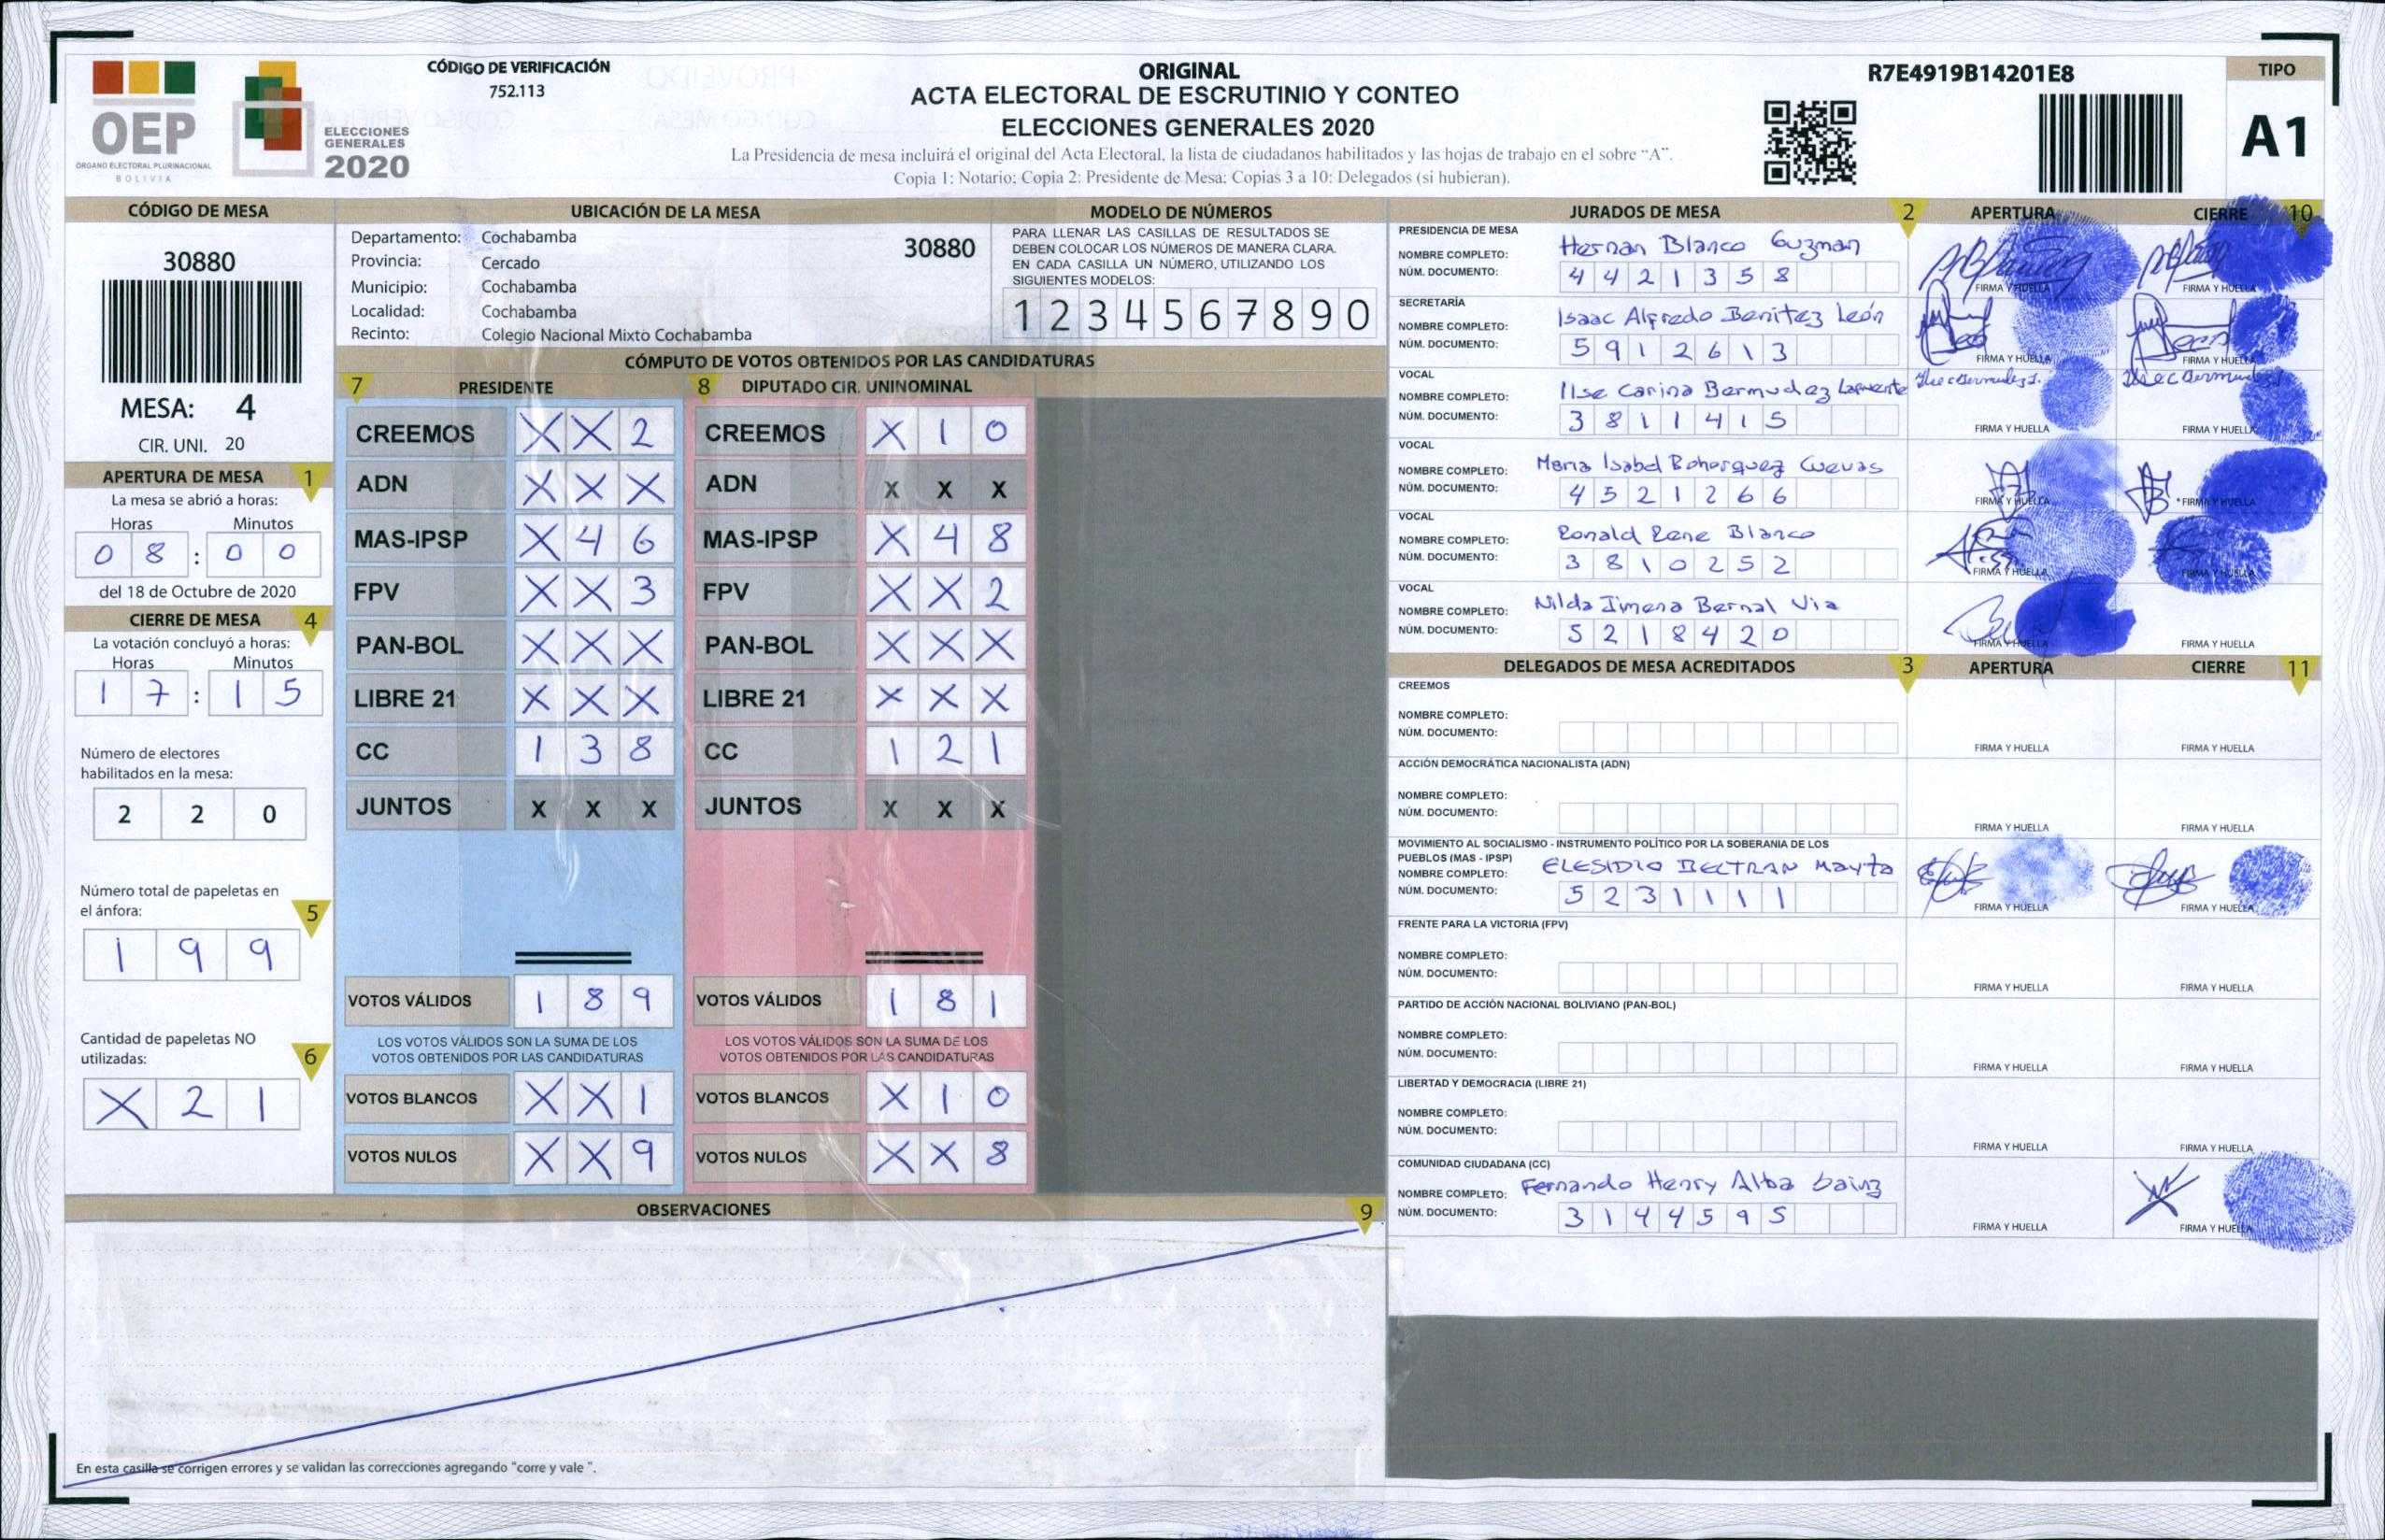 OEP
ÓRGANO ELECTORAL PLURINACIONAL
BOLIVIA
ELECCIONES
GENERALES
2020
CÓDIGO DE VERIFICACIÓN
752.113
ORIGINAL
ACTA ELECTORAL DE ESCRUTINIO Y CONTEO
ELECCIONES GENERALES 2020
La Presidencia de mesa incluirá el original del Acta Electoral, la lista de ciudadanos habilitados y las hojas de trabajo en el sobre “A”.
Copia 1: Notario; Copia 2: Presidente de Mesa; Copias 3 a 10: Delegados (si hubieran).
R7E4919B14201E8
TIPO
A1
CÓDIGO DE MESA
30880
MESA: 4
CIR. UNI. 20
APERTURA DE MESA 1
La mesa se abrió a horas:
Horas Minutos
0 8 : 0 0
del 18 de Octubre de 2020
CIERRE DE MESA 4
La votación concluyó a horas:
Horas Minutos
1 7 : 1 5
Número de electores
habilitados en la mesa:
2 2 0
Número total de papeletas en
el ánfora: 5
1 9 9
Cantidad de papeletas NO
utilizadas: 6
X 2 1
UBICACIÓN DE LA MESA
Departamento: Cochabamba
30880
Provincia: Cercado
Municipio: Cochabamba
Localidad: Cochabamba
Recinto: Colegio Nacional Mixto Cochabamba
MODELO DE NÚMEROS
PARA LLENAR LAS CASILLAS DE RESULTADOS SE
DEBEN COLOCAR LOS NÚMEROS DE MANERA CLARA.
EN CADA CASILLA UN NÚMERO, UTILIZANDO LOS
SIGUIENTES MODELOS:
1 2 3 4 5 6 7 8 9 0
CÓMPUTO DE VOTOS OBTENIDOS POR LAS CANDIDATURAS
7 PRESIDENTE 8 DIPUTADO CIR. UNINOMINAL
CREEMOS X X 2 CREEMOS X 1 0
ADN X X X ADN X X X
MAS-IPSP X 4 6 MAS-IPSP X 4 8
FPV X X 3 FPV X X 2
PAN-BOL X X X PAN-BOL X X X
LIBRE 21 X X X LIBRE 21 X X X
CC 1 3 8 CC 1 2 1
JUNTOS X X X JUNTOS X X X
VOTOS VÁLIDOS 1 8 9 VOTOS VÁLIDOS 1 8 1
LOS VOTOS VÁLIDOS SON LA SUMA DE LOS LOS VOTOS VÁLIDOS SON LA SUMA DE LOS
VOTOS OBTENIDOS POR LAS CANDIDATURAS VOTOS OBTENIDOS POR LAS CANDIDATURAS
VOTOS BLANCOS X X 1 VOTOS BLANCOS X 1 0
VOTOS NULOS X X 9 VOTOS NULOS X X 8
OBSERVACIONES 9
En esta casilla se corrigen errores y se validan las correcciones agregando "corre y vale ".
JURADOS DE MESA 2 APERTURA CIERRE 10
PRESIDENCIA DE MESA
NOMBRE COMPLETO: Hernan Blanco Guzman
NÚM. DOCUMENTO: 4 4 2 1 3 5 8
FIRMA Y HUELLA FIRMA Y HUELLA
SECRETARÍA
NOMBRE COMPLETO: Isaac Alfredo Benitez León
NÚM. DOCUMENTO: 5 9 1 2 6 1 3
FIRMA Y HUELLA FIRMA Y HUELLA
VOCAL
NOMBRE COMPLETO: Ilse Carina Bermudez
NÚM. DOCUMENTO: 3 8 1 1 4 1 5
FIRMA Y HUELLA FIRMA Y HUELLA
VOCAL
NOMBRE COMPLETO: Maria Isabel Bohorquez Cuevas
NÚM. DOCUMENTO: 4 5 2 1 2 6 6
FIRMA Y HUELLA FIRMA Y HUELLA
VOCAL
NOMBRE COMPLETO: Ronald Rene Blanco
NÚM. DOCUMENTO: 3 8 1 0 2 5 2
FIRMA Y HUELLA FIRMA Y HUELLA
VOCAL
NOMBRE COMPLETO: Nilda Jimena Bernal Via
NÚM. DOCUMENTO: 5 2 1 8 4 2 0
FIRMA Y HUELLA FIRMA Y HUELLA
DELEGADOS DE MESA ACREDITADOS 3 APERTURA CIERRE 11
CREEMOS
NOMBRE COMPLETO:
NÚM. DOCUMENTO:
FIRMA Y HUELLA FIRMA Y HUELLA
ACCIÓN DEMOCRÁTICA NACIONALISTA (ADN)
NOMBRE COMPLETO:
NÚM. DOCUMENTO:
FIRMA Y HUELLA FIRMA Y HUELLA
MOVIMIENTO AL SOCIALISMO - INSTRUMENTO POLÍTICO POR LA SOBERANÍA DE LOS
PUEBLOS (MAS - IPSP)
NOMBRE COMPLETO: ELESIDIO BELTRAN Mayta
NÚM. DOCUMENTO: 5 2 3 1 1 1 1
FIRMA Y HUELLA FIRMA Y HUELLA
FRENTE PARA LA VICTORIA (FPV)
NOMBRE COMPLETO:
NÚM. DOCUMENTO:
FIRMA Y HUELLA FIRMA Y HUELLA
PARTIDO DE ACCIÓN NACIONAL BOLIVIANO (PAN-BOL)
NOMBRE COMPLETO:
NÚM. DOCUMENTO:
FIRMA Y HUELLA FIRMA Y HUELLA
LIBERTAD Y DEMOCRACIA (LIBRE 21)
NOMBRE COMPLETO:
NÚM. DOCUMENTO:
FIRMA Y HUELLA FIRMA Y HUELLA
COMUNIDAD CIUDADANA (CC)
NOMBRE COMPLETO: Fernando Henry Alba
NÚM. DOCUMENTO: 3 1 4 4 5 9 5
FIRMA Y HUELLA FIRMA Y HUELLA